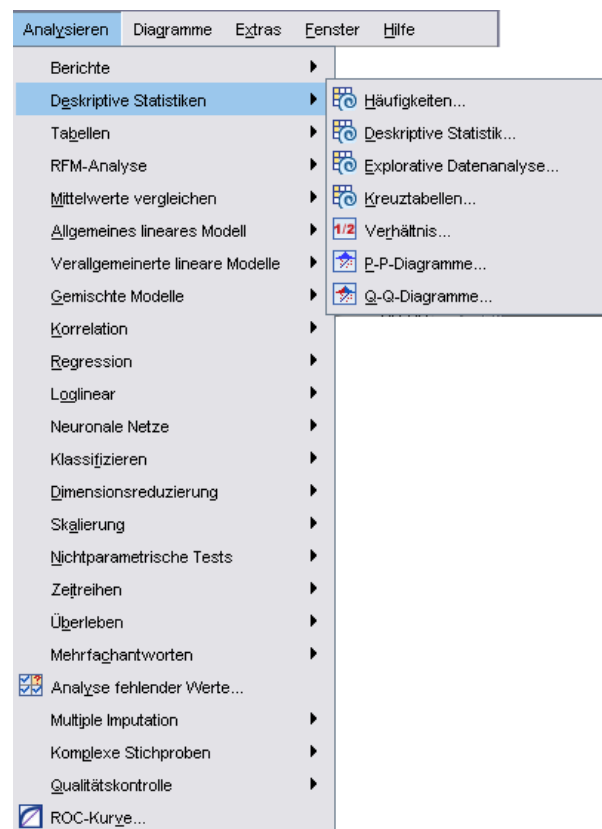 Analysieren Diagramme Extras Fenster Hilfe
Berichte
Deskriptive Statistiken
Tabellen
RFM-Analyse
Mittelwerte vergleichen
Allgemeines lineares Modell
Verallgemeinerte lineare Modelle
Gemischte Modelle
Korrelation
Regression
Loglinear
Neuronale Netze
Klassifizieren
Dimensionsreduzierung
Skalierung
Nichtparametrische Tests
Zeitreihen
Überleben
Mehrfachantworten
Analyse fehlender Werte...
Multiple Imputation
Komplexe Stichproben
Qualitätskontrolle
ROC-Kurve...
Häufigkeiten...
Deskriptive Statistik...
Explorative Datenanalyse...
Kreuztabellen...
1/2 Verhältnis...
P-P-Diagramme...
Q-Q-Diagramme...